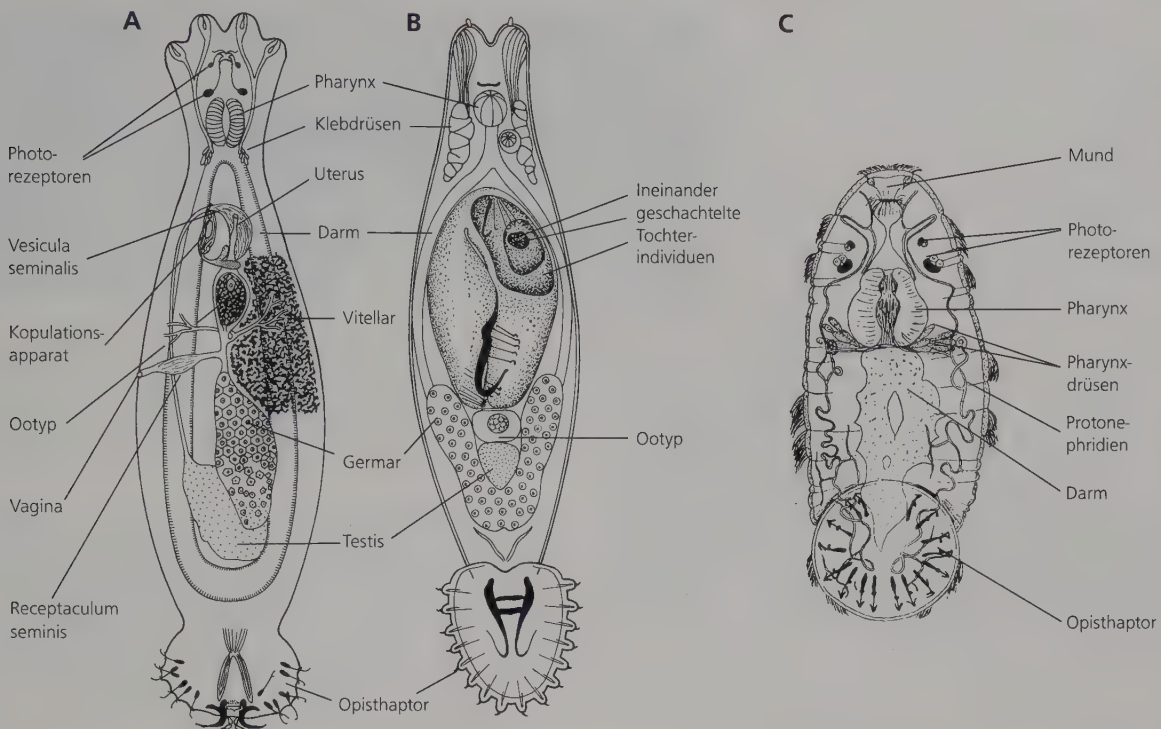 A
B
C
Photo-
rezeptoren
Vesicula
seminalis
Kopulations-
apparat
Ootyp
Vagina
Receptaculum
seminis
Pharynx
Klebdrüsen
Uterus
Darm
Vitellar
Germar
Testis
Opisthaptor
Ineinander
geschachtelte
Tochter-
individuen
Ootyp
Mund
Photo-
rezeptoren
Pharynx
Pharynx-
drüsen
Protone-
phridien
Darm
Opisthaptor